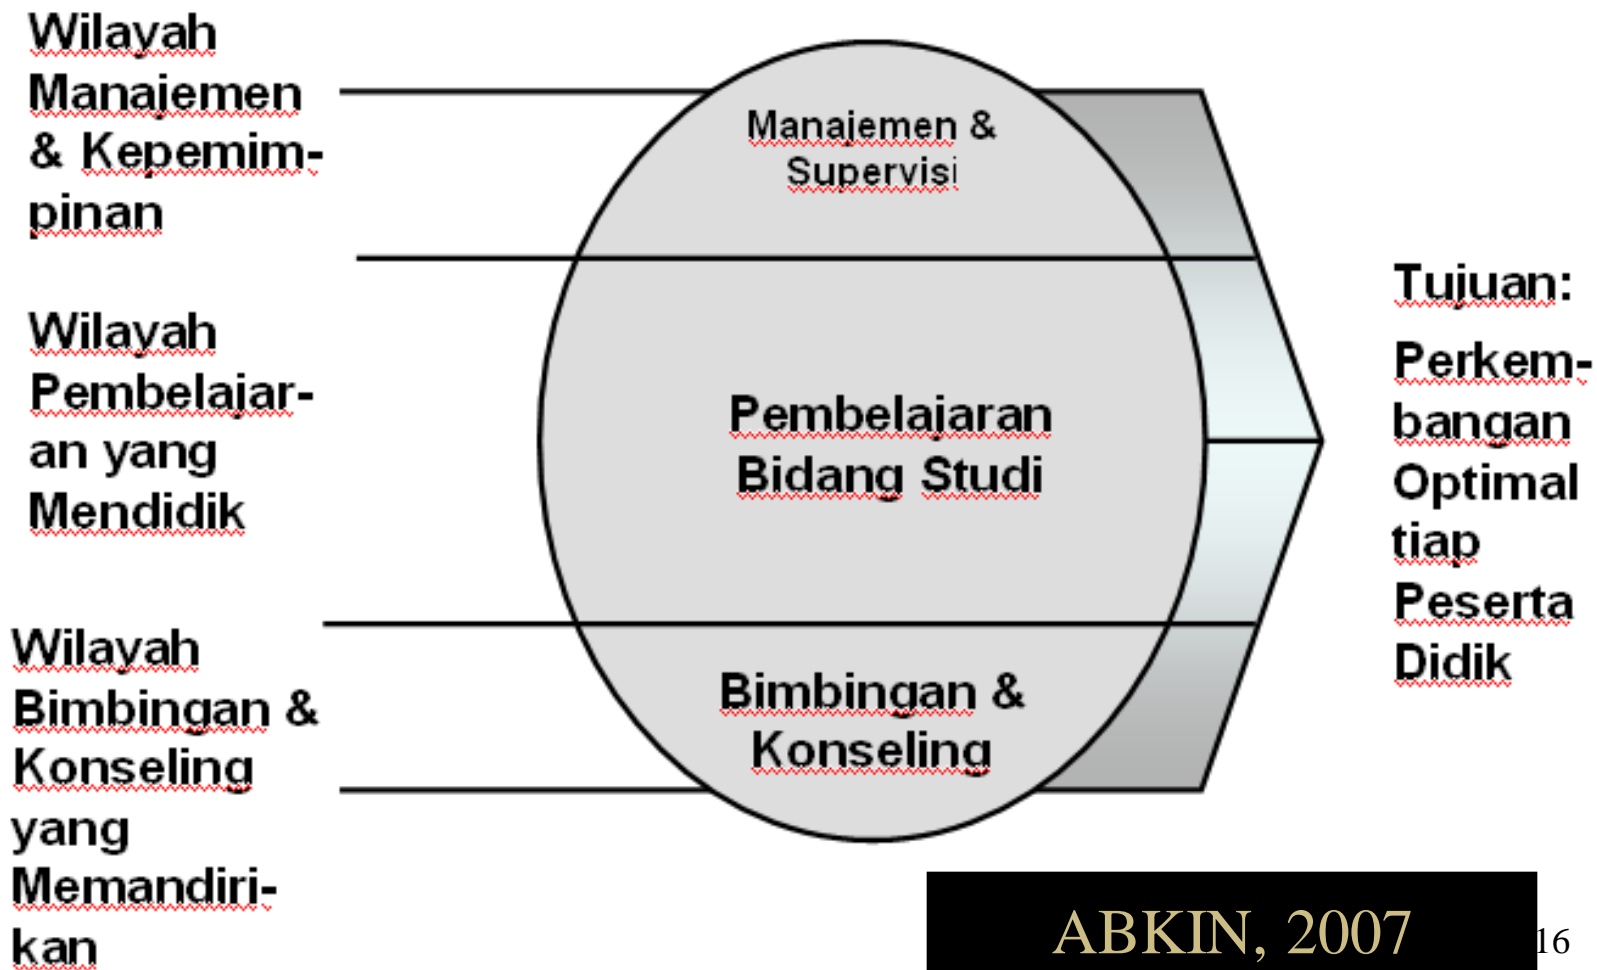 Wilayah
Manajemen
& Kepemim-
pinan
Wilayah
Pembelajar-
an yang
Mendidik
Wilayah
Bimbingan &
Konseling
yang
Memandiri-
kan
Manajemen &
Supervisi
Pembelajaran
Bidang Studi
Bimbingan &
Konseling
Tujuan:
Perkem-
bangan
Optimal
tiap
Peserta
Didik
ABKIN, 2007
16